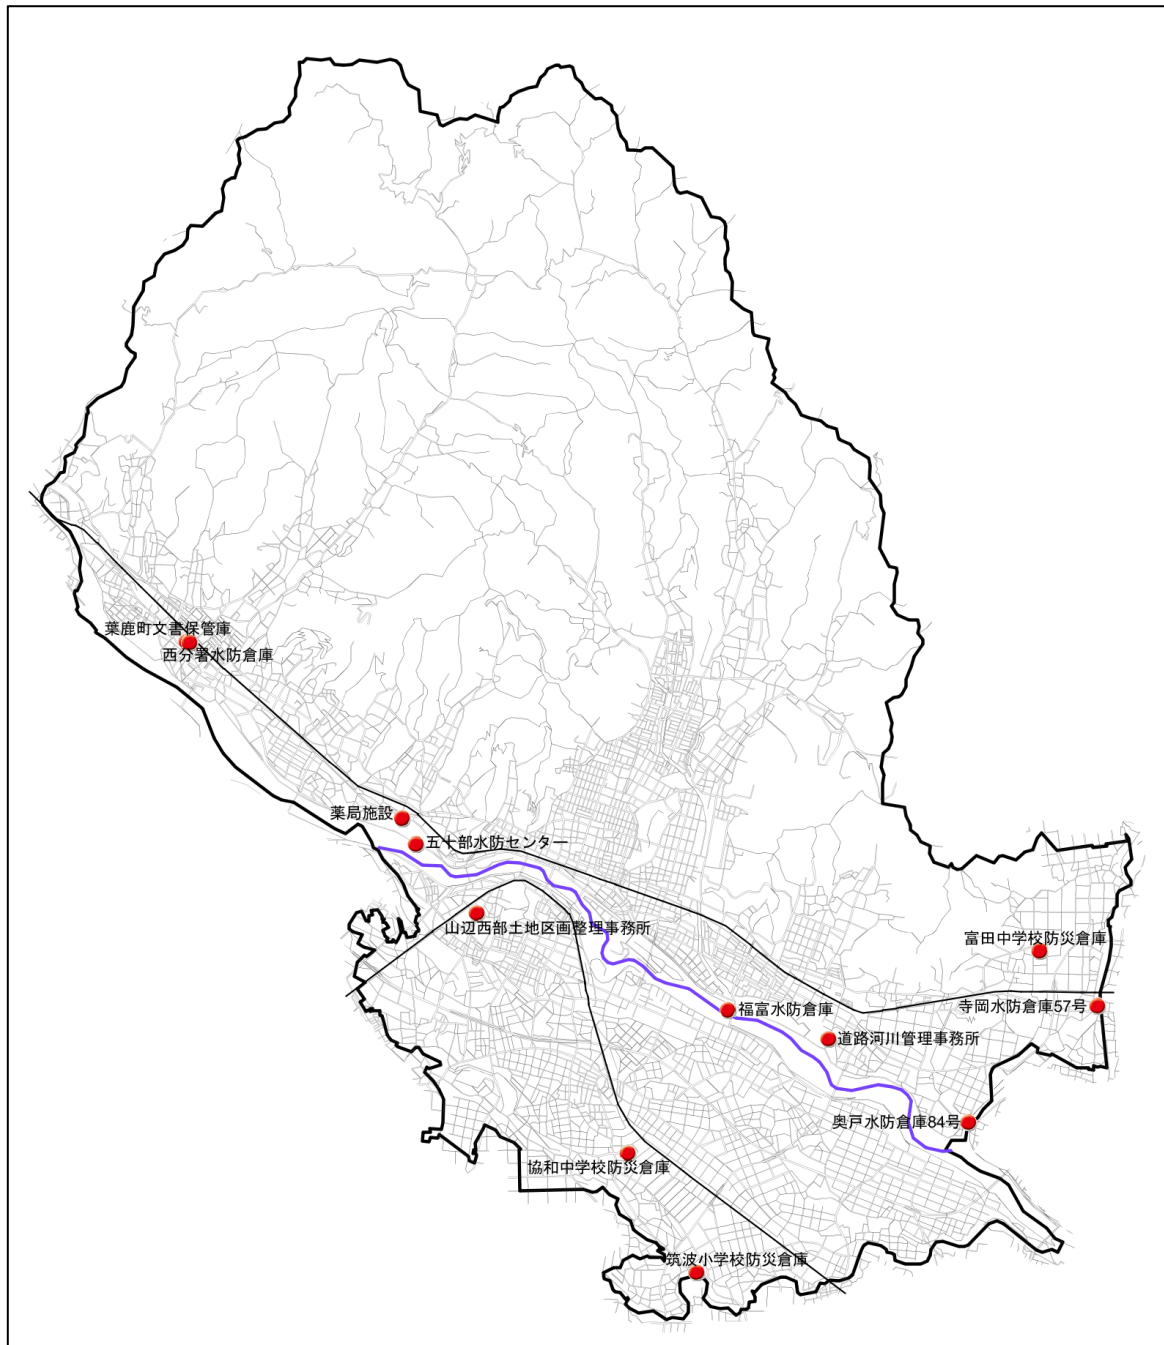 葉鹿町文書保管庫
西分署水防倉庫
薬局施設
五十部水防センター
山辺西部土地区画整理事務所
富田中学校防災倉庫
寺岡水防倉庫57号
福富水防倉庫
道路河川管理事務所
奥戸水防倉庫84号
協和中学校防災倉庫
筑波小学校防災倉庫